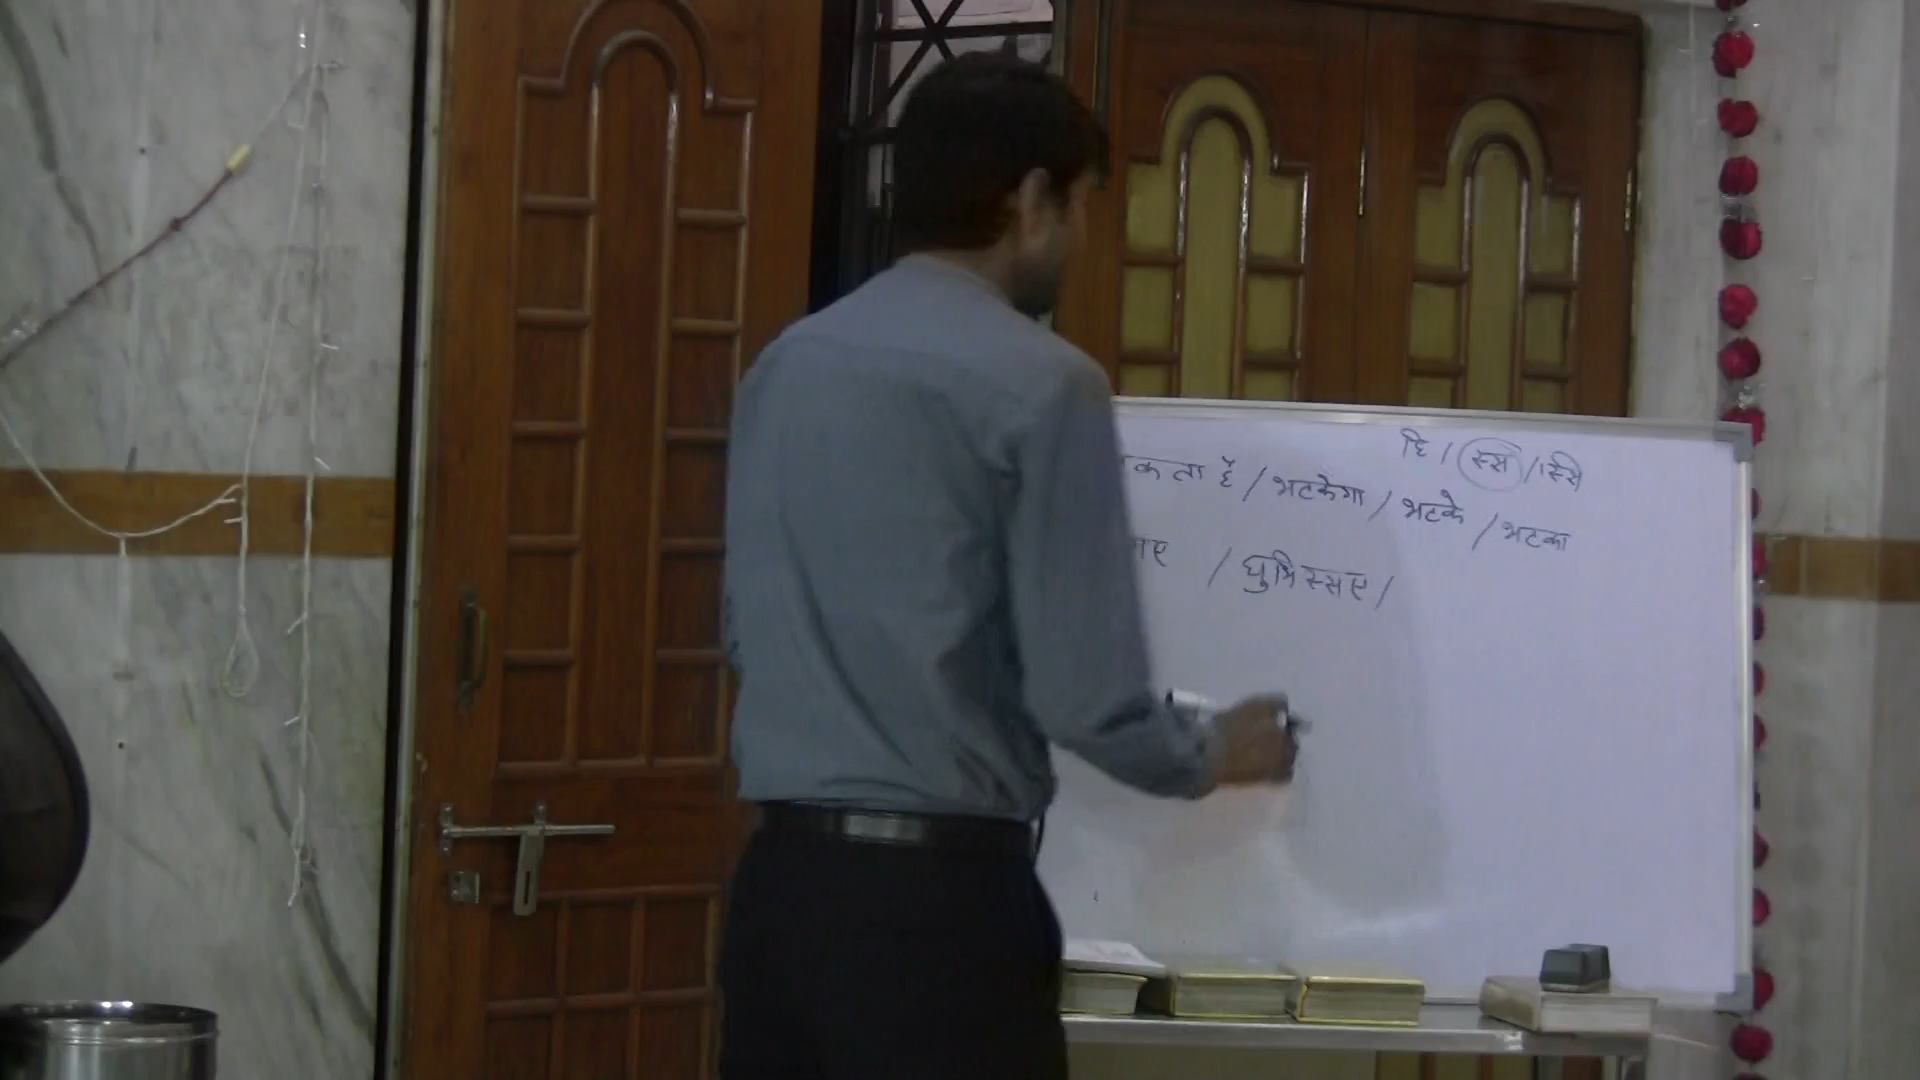 हि / स्स / स्सि
कता है / भटकेगा / भटके / भटका
/ घुमिस्सए /